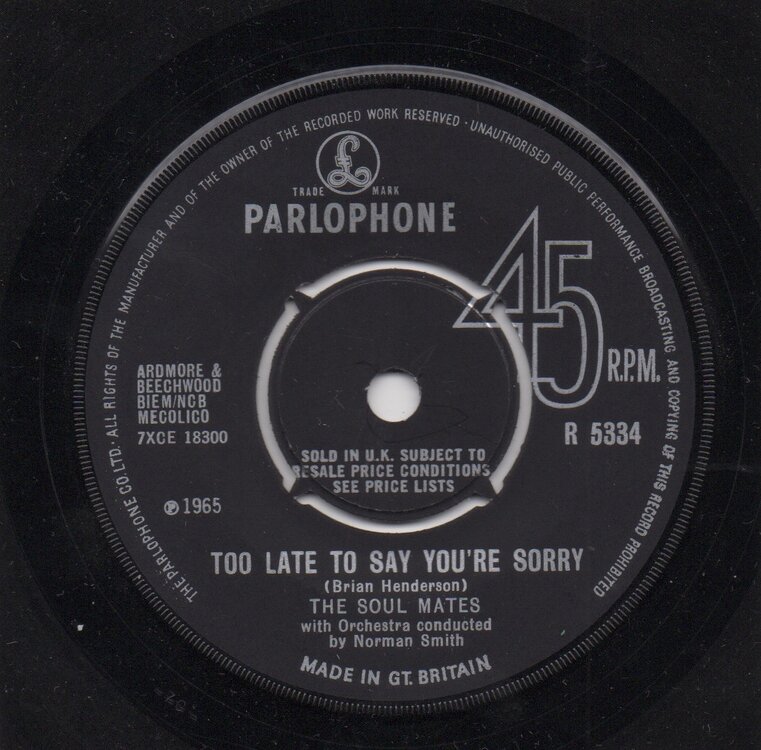 THE PARLOPHONE CO. LTD. · ALL RIGHTS OF THE MANUFACTURER AND OF THE OWNER OF THE RECORDED WORK RESERVED · UNAUTHORISED PUBLIC PERFORMANCE BROADCASTING AND COPYING OF THIS RECORD PROHIBITED
£
TRADE MARK
PARLOPHONE
45
R.P.M.
ARDMORE &
BEECHWOOD
BIEM/NCB
MECOLICO
7XCE 18300
R 5334
SOLD IN U.K. SUBJECT TO
RESALE PRICE CONDITIONS
SEE PRICE LISTS
℗ 1965
TOO LATE TO SAY YOU'RE SORRY
(Brian Henderson)
THE SOUL MATES
with Orchestra conducted
by Norman Smith
MADE IN GT. BRITAIN